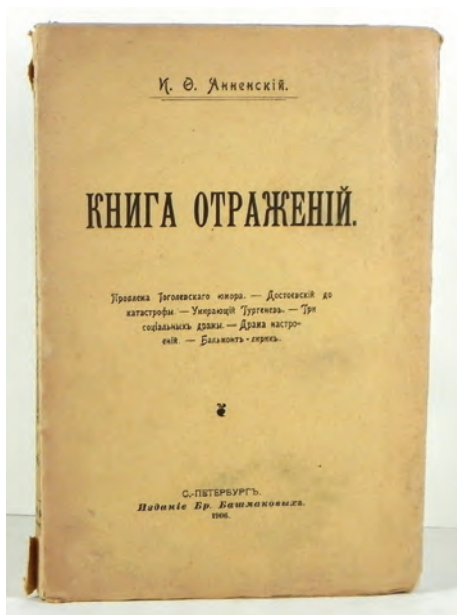 И. Ѳ. Анненскій.
КНИГА ОТРАЖЕНІЙ.
Проблема Гоголевскаго юмора. — Достоевскій до
катастрофы. — Умирающій Тургеневъ. — Три
соціальныхъ драмы. — Драма настро-
еній. — Бальмонтъ-лирикъ.
С.-ПЕТЕРБУРГЪ.
Изданіе Бр. Башмаковыхъ.
1906.